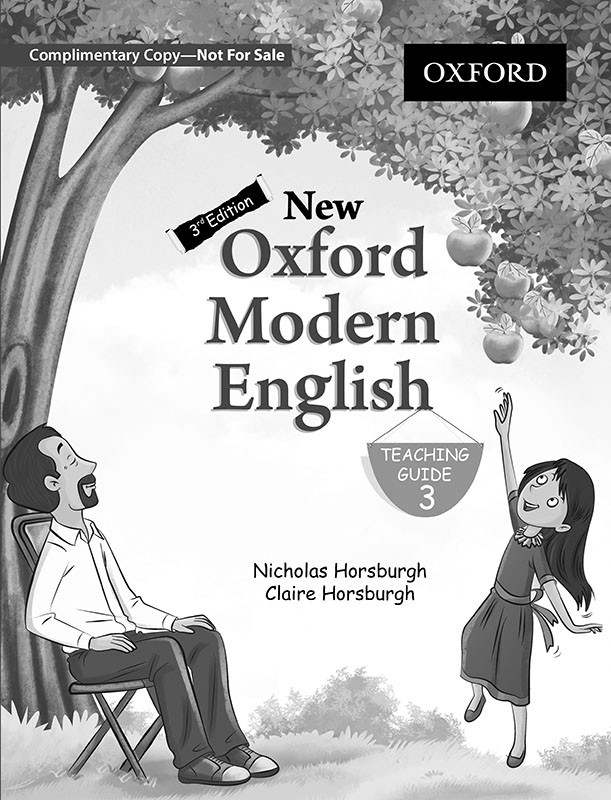 Complimentary Copy—Not For Sale
OXFORD
3rd Edition
New
Oxford
Modern
English
TEACHING
GUIDE
3
Nicholas Horsburgh
Claire Horsburgh